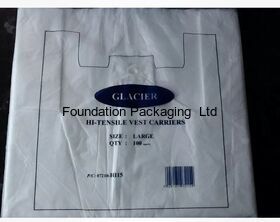 GLACIER
Foundation Packaging Ltd
HI-TENSILE VEST CARRIERS
SIZE : LARGE
QTY : 100